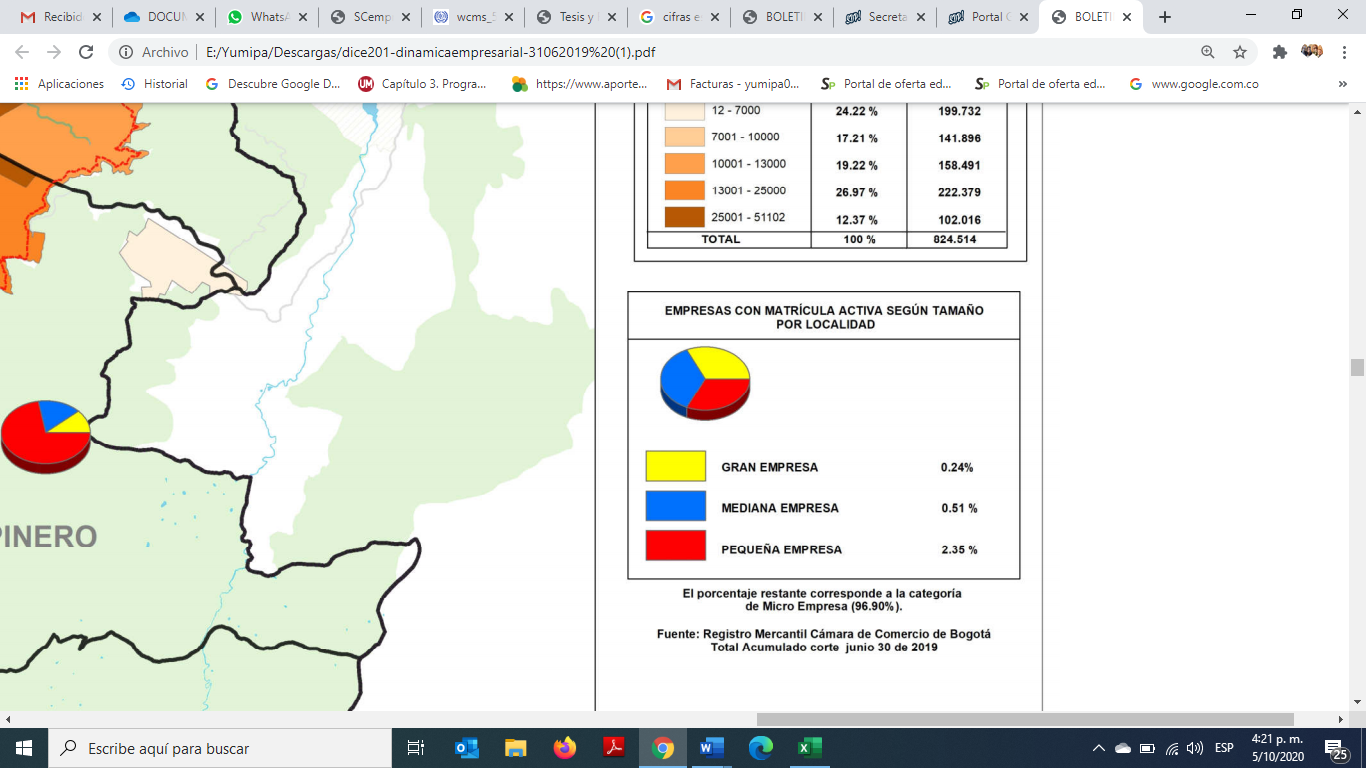 Recibid
DOCUM
WhatsA
SCemp
wcms_5
Tesis y
cifras e
BOLETI
Secreta
Portal C
BOLETI
Archivo
E:/Yumipa/Descargas/dice201-dinamicaempresarial-31062019%20(1).pdf
Aplicaciones
Historial
Descubre Google D...
Capítulo 3. Progra...
https://www.aporte...
Facturas - yumipa0...
Portal de oferta ed...
Portal de oferta ed...
www.google.com.co
»
12 - 7000 24.22 % 199.732
7001 - 10000 17.21 % 141.896
10001 - 13000 19.22 % 158.491
13001 - 25000 26.97 % 222.379
25001 - 51102 12.37 % 102.016
TOTAL 100 % 824.514
EMPRESAS CON MATRÍCULA ACTIVA SEGÚN TAMAÑO
POR LOCALIDAD
GRAN EMPRESA 0.24%
MEDIANA EMPRESA 0.51 %
PEQUEÑA EMPRESA 2.35 %
El porcentaje restante corresponde a la categoría
de Micro Empresa (96.90%).
Fuente: Registro Mercantil Cámara de Comercio de Bogotá
Total Acumulado corte junio 30 de 2019
PINERO
Escribe aquí para buscar
ESP
4:21 p. m.
5/10/2020
25